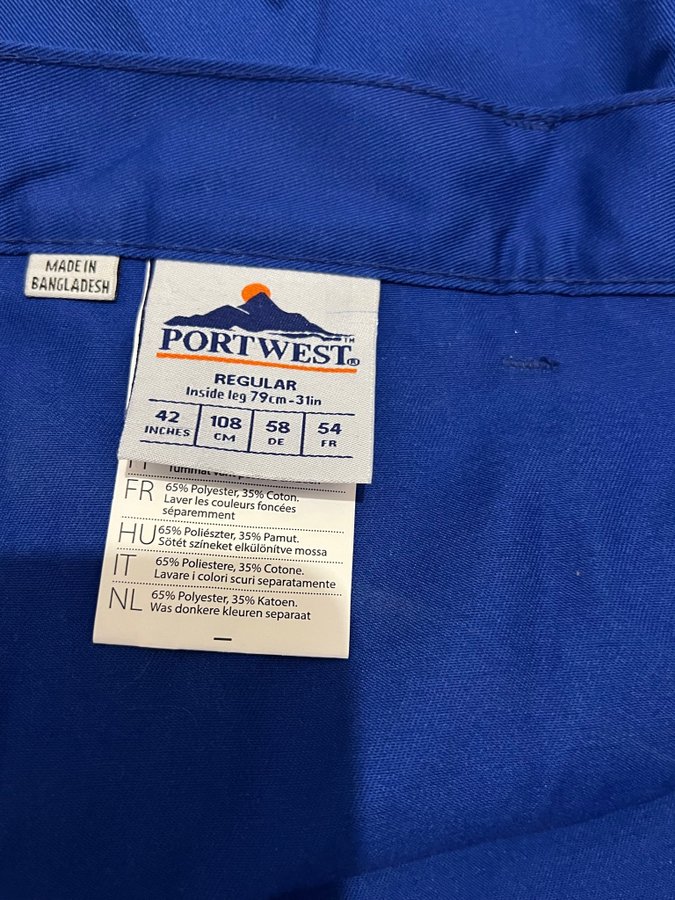 MADE IN
BANGLADESH
PORTWEST®
™
REGULAR
Inside leg 79cm-31in
42 INCHES 108 CM 58 DE 54 FR
Tummat
FR 65% Polyester, 35% Coton.
Laver les couleurs foncées
séparemment
HU 65% Poliészter, 35% Pamut.
Sötét színeket elkülönítve mossa
IT 65% Poliestere, 35% Cotone.
Lavare i colori scuri separatamente
NL 65% Polyester, 35% Katoen.
Was donkere kleuren separaat